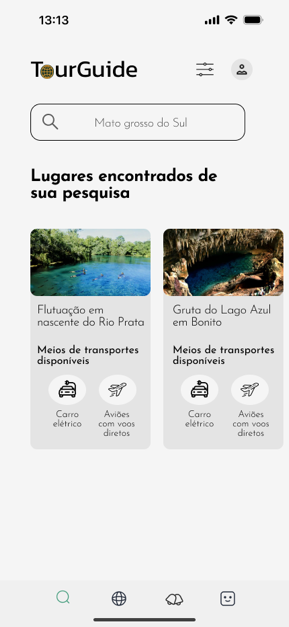 13:13
TourGuide
Mato grosso do Sul
Lugares encontrados de
sua pesquisa
Flutuação em
nascente do Rio Prata
Meios de transportes
disponíveis
Carro
elétrico
Aviões
com voos
diretos
Gruta do Lago Azul
em Bonito
Meios de transportes
disponíveis
Carro
elétrico
Aviões
com voos
diretos